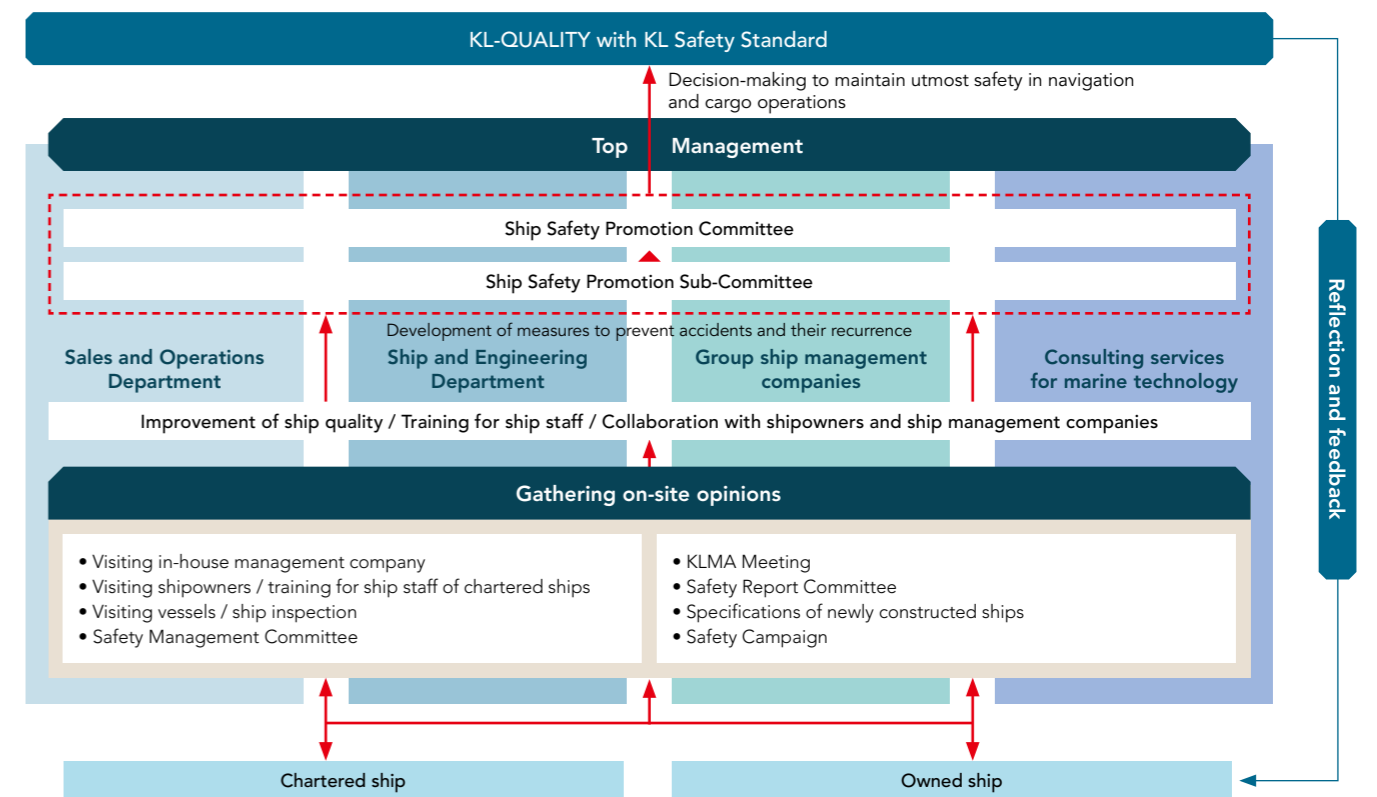 KL-QUALITY with KL Safety Standard
Decision-making to maintain utmost safety in navigation
and cargo operations
Top Management
Ship Safety Promotion Committee
Ship Safety Promotion Sub-Committee
Development of measures to prevent accidents and their recurrence
Sales and Operations
Department
Ship and Engineering
Department
Group ship management
companies
Consulting services
for marine technology
Improvement of ship quality / Training for ship staff / Collaboration with shipowners and ship management companies
Gathering on-site opinions
• Visiting in-house management company
• Visiting shipowners / training for ship staff of chartered ships
• Visiting vessels / ship inspection
• Safety Management Committee
• KLMA Meeting
• Safety Report Committee
• Specifications of newly constructed ships
• Safety Campaign
Chartered ship
Owned ship
Reflection and feedback